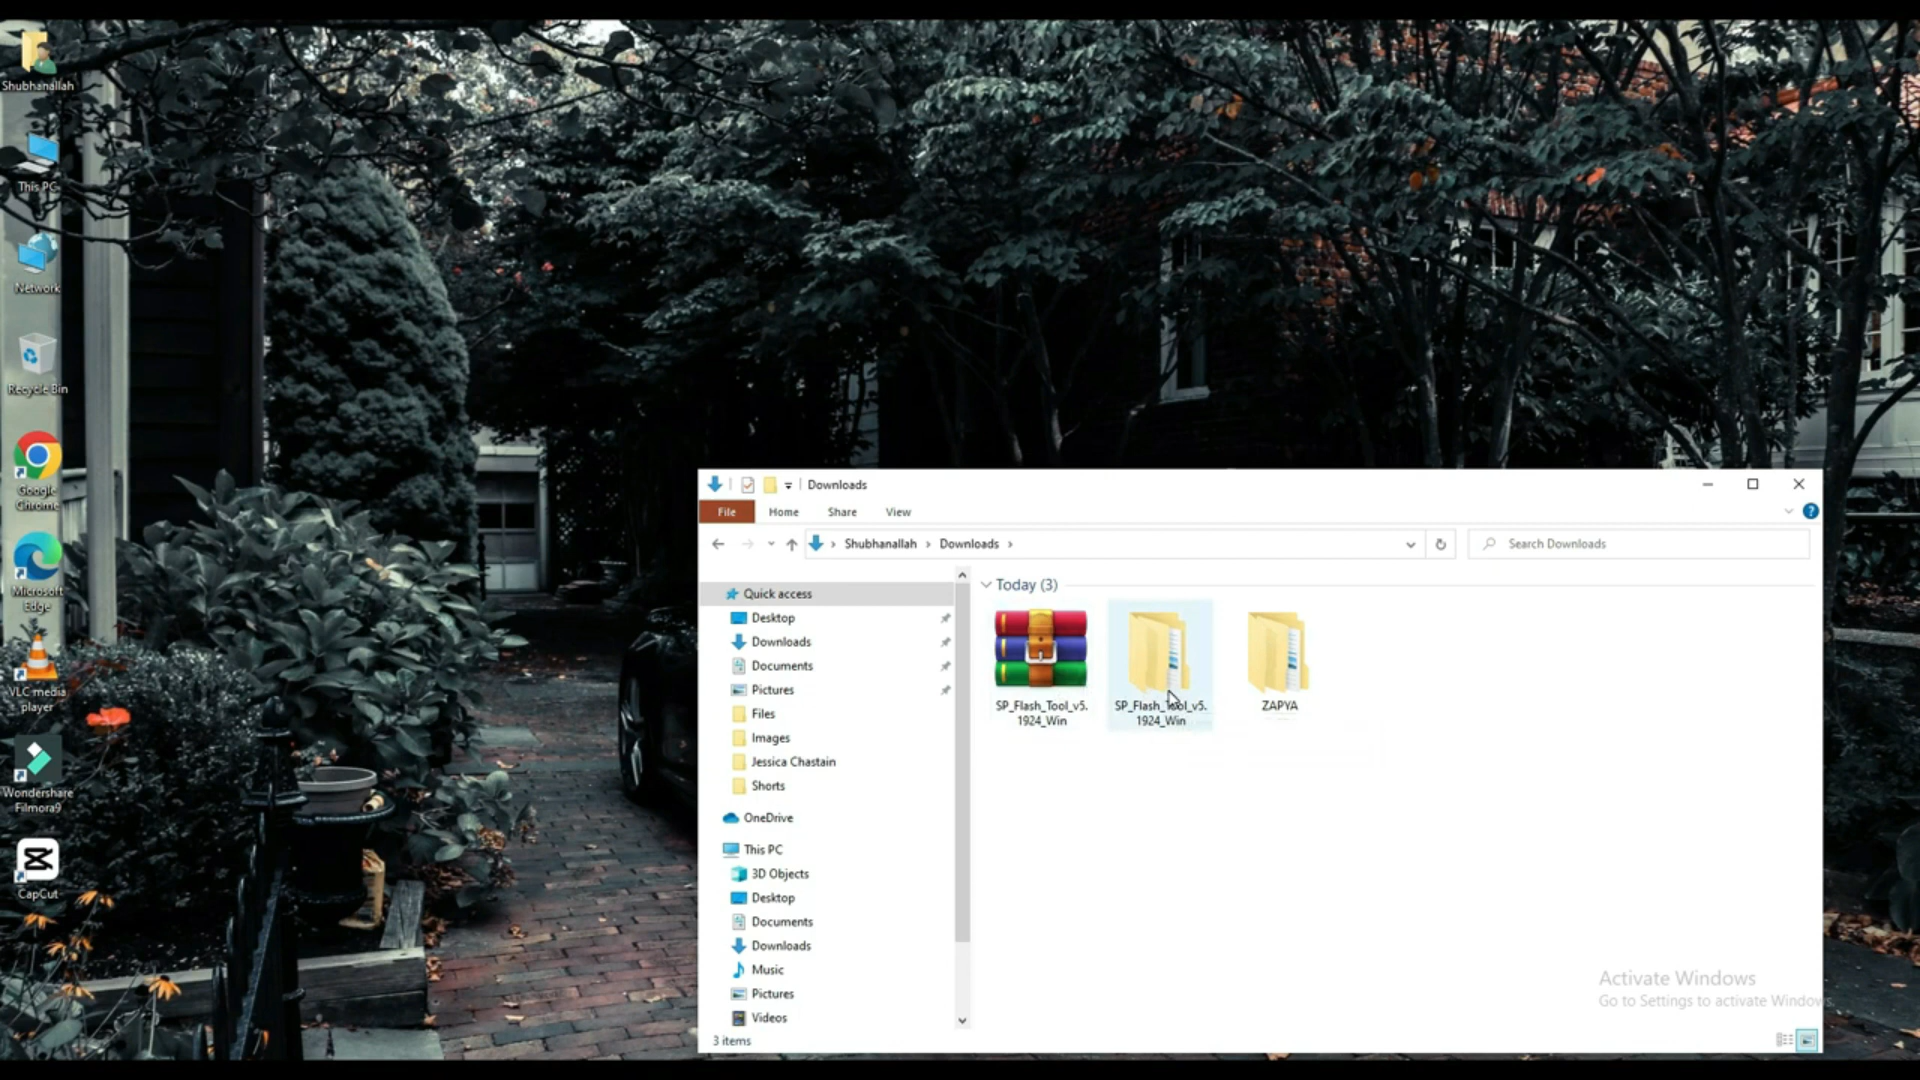 Shubhanallah
This PC
Network
Recycle Bin
Google
Chrome
Microsoft
Edge
VLC media
player
Wondershare
Filmora9
CapCut
Downloads
File Home Share View
Shubhanallah > Downloads >
Search Downloads
Quick access
Desktop
Downloads
Documents
Pictures
Files
Images
Jessica Chastain
Shorts
OneDrive
This PC
3D Objects
Desktop
Documents
Downloads
Music
Pictures
Videos
Today (3)
SP_Flash_Tool_v5.
1924_Win
SP_Flash_Tool_v5.
1924_Win
ZAPYA
3 items
Activate Windows
Go to Settings to activate Windows.